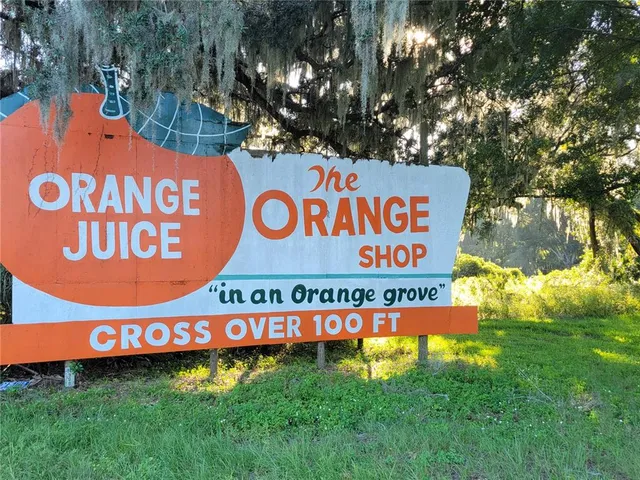 ORANGE
JUICE
The
ORANGE
SHOP
"in an Orange grove"
CROSS OVER 100 FT